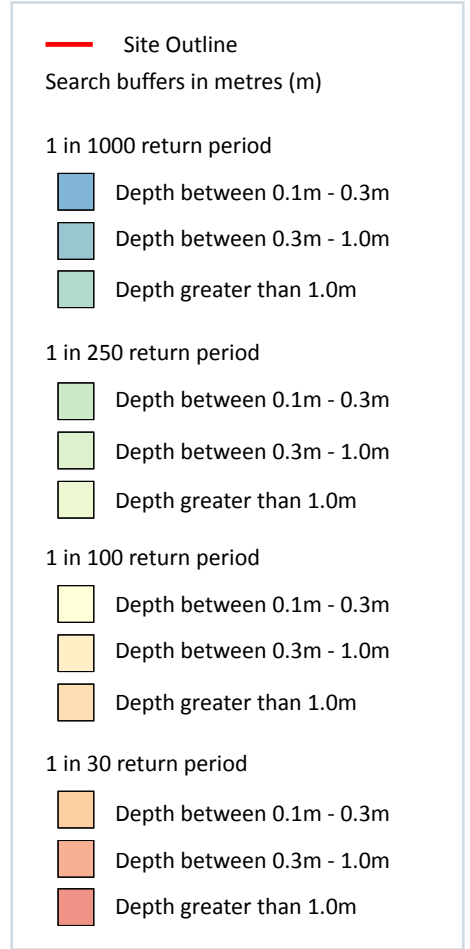 Site Outline
Search buffers in metres (m)
1 in 1000 return period
Depth between 0.1m - 0.3m
Depth between 0.3m - 1.0m
Depth greater than 1.0m
1 in 250 return period
Depth between 0.1m - 0.3m
Depth between 0.3m - 1.0m
Depth greater than 1.0m
1 in 100 return period
Depth between 0.1m - 0.3m
Depth between 0.3m - 1.0m
Depth greater than 1.0m
1 in 30 return period
Depth between 0.1m - 0.3m
Depth between 0.3m - 1.0m
Depth greater than 1.0m